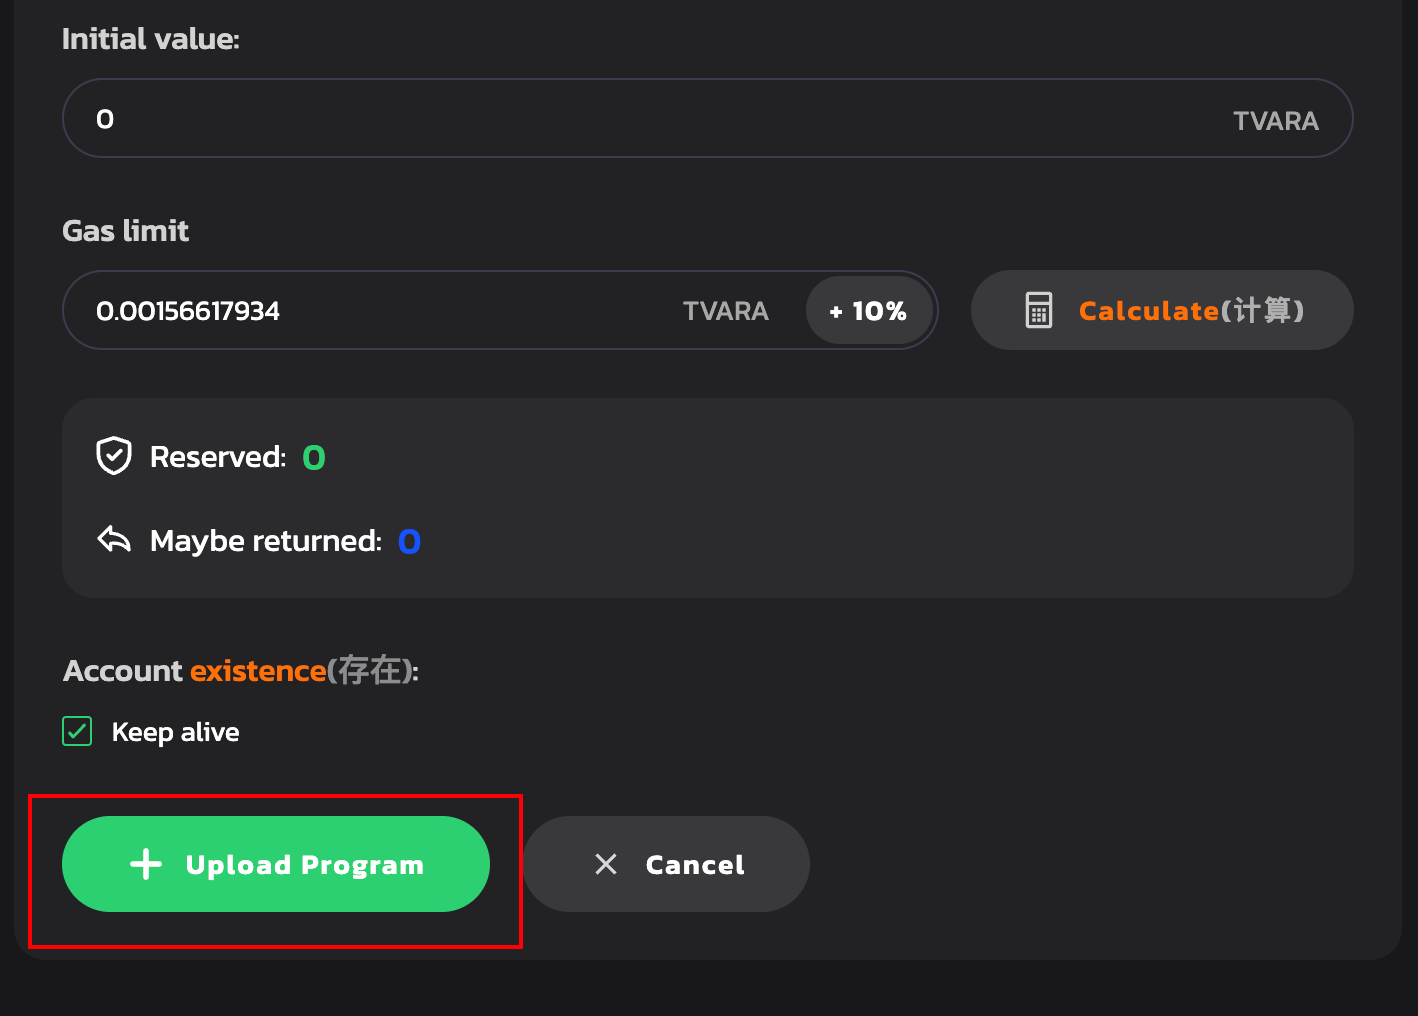 Initial value:
0 TVARA
Gas limit
0.00156617934 TVARA + 10% Calculate(计算)
Reserved: 0
Maybe returned: 0
Account existence(存在):
Keep alive
Upload Program Cancel